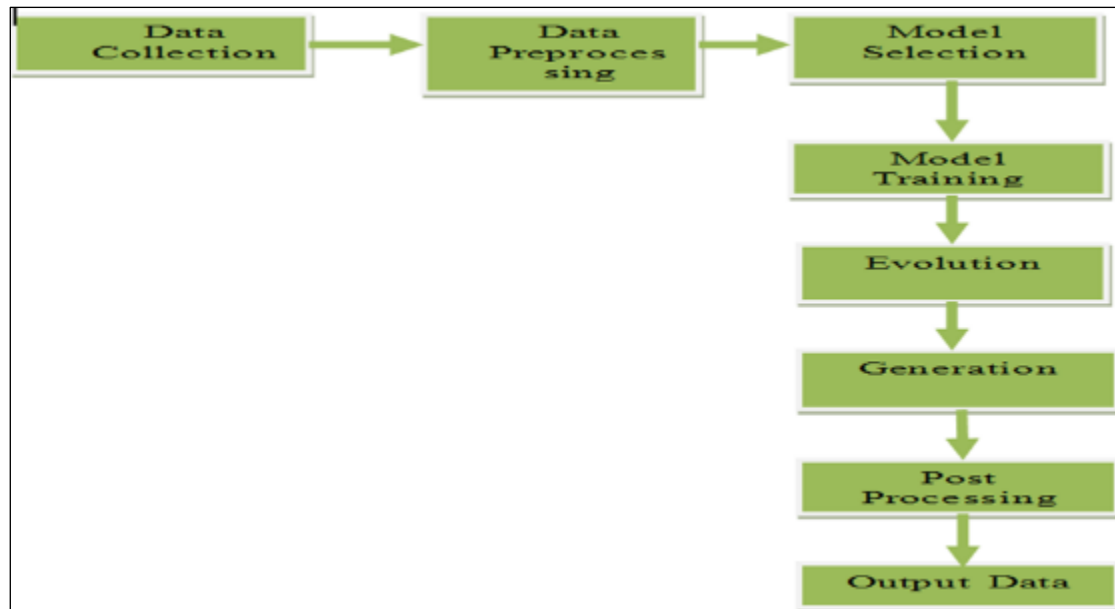 Data
Collection
Data
Preproces
sing
Model
Selection
Model
Training
Evolution
Generation
Post
Processing
Output Data